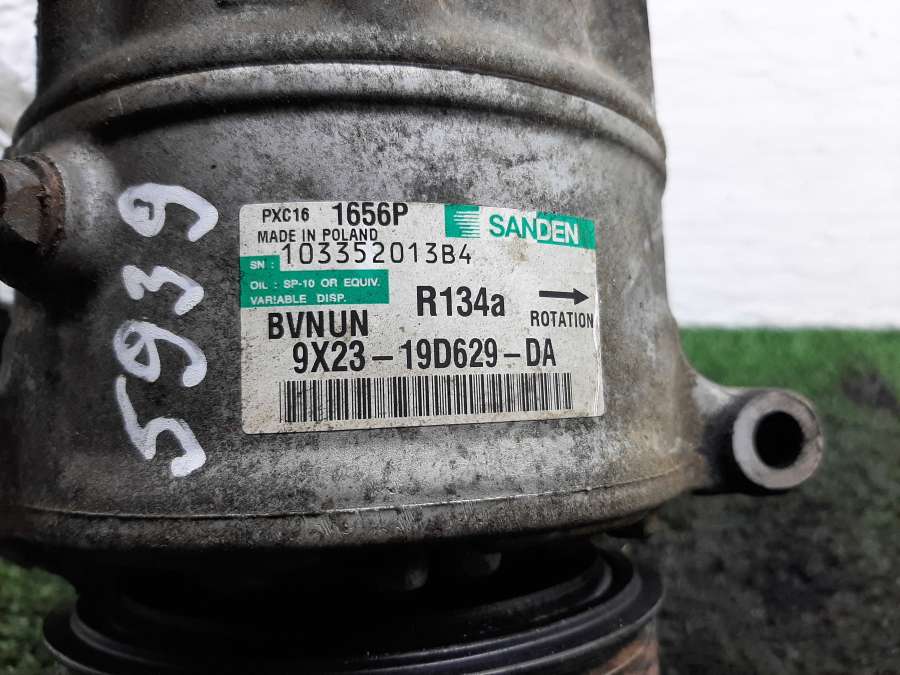 5939
PXC16 1656P SANDEN
MADE IN POLAND
SN : 103352013B4
OIL : SP-10 OR EQUIV.
VARIABLE DISP.
R134a
ROTATION
BVNUN
9X23-19D629-DA